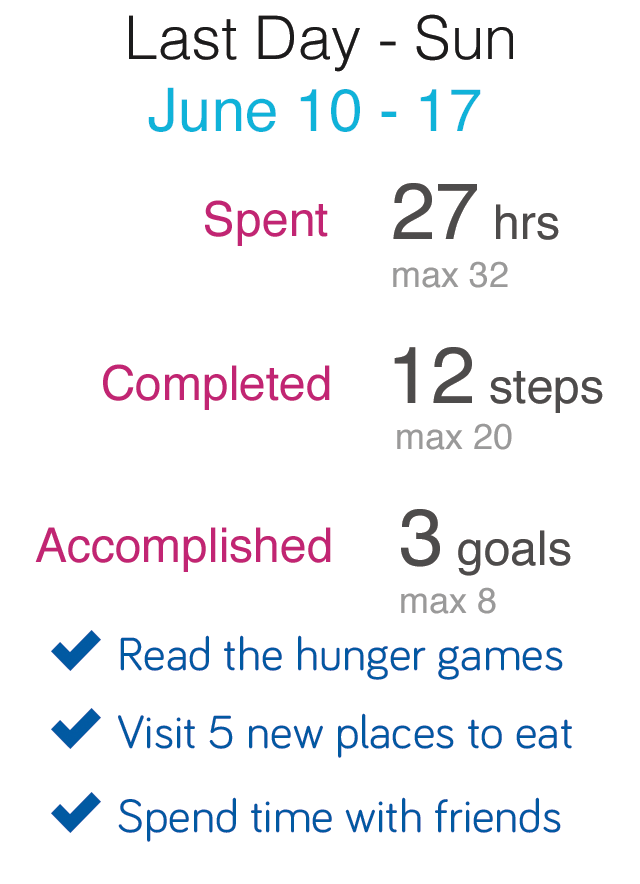 Last Day - Sun
June 10 - 17
Spent 27 hrs
max 32
Completed 12 steps
max 20
Accomplished 3 goals
max 8
Read the hunger games
Visit 5 new places to eat
Spend time with friends